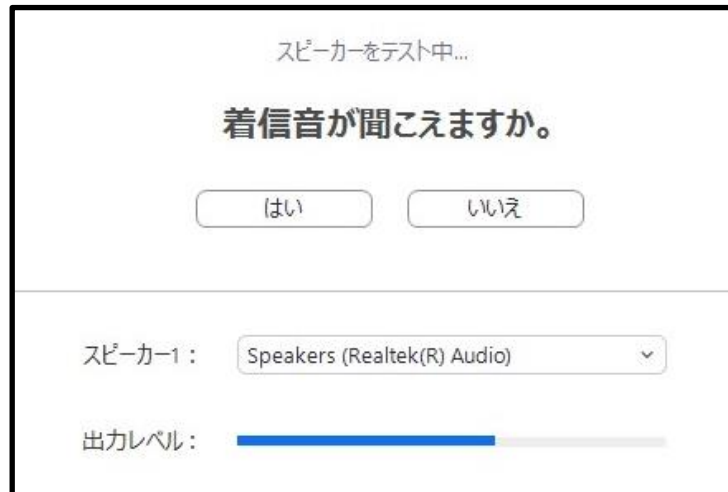 スピーカーをテスト中...
着信音が聞こえますか。
はい いいえ
スピーカー1： Speakers (Realtek(R) Audio)
出力レベル：